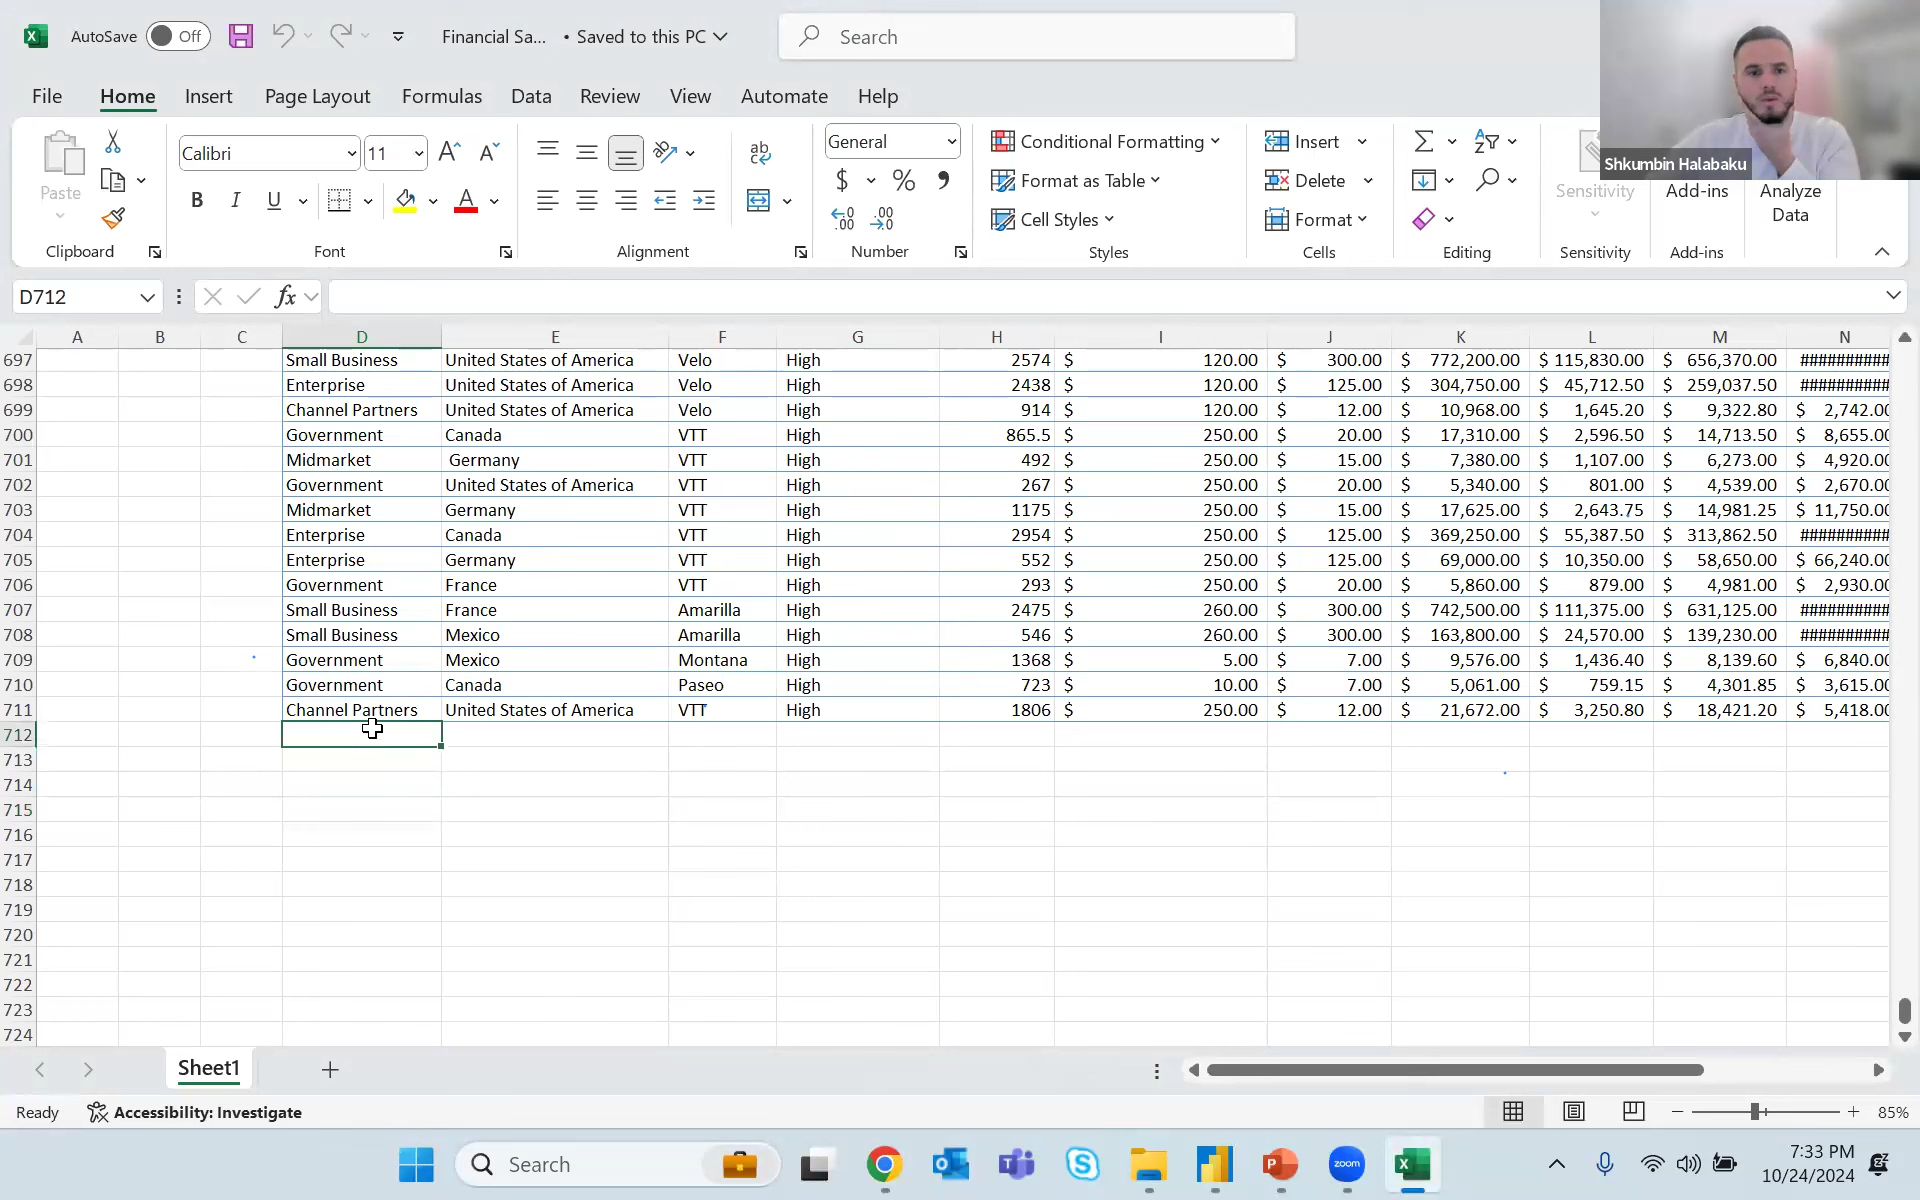 AutoSave Off Financial Sa... • Saved to this PC Search
File Home Insert Page Layout Formulas Data Review View Automate Help
Shkumbin Halabaku
Paste
Clipboard
Calibri 11
B I U
Font
ab
Alignment
General
$ % ,
Number
Conditional Formatting
Format as Table
Cell Styles
Styles
Insert
Delete
Format
Cells
Editing
Sensitivity
Sensitivity
Add-ins
Add-ins
Analyze
Data
D712 fx
A B C D E F G H I J K L M N
697 Small Business United States of America Velo High 2574 $ 120.00 $ 300.00 $ 772,200.00 $ 115,830.00 $ 656,370.00 ##########
698 Enterprise United States of America Velo High 2438 $ 120.00 $ 125.00 $ 304,750.00 $ 45,712.50 $ 259,037.50 ##########
699 Channel Partners United States of America Velo High 914 $ 120.00 $ 12.00 $ 10,968.00 $ 1,645.20 $ 9,322.80 $ 2,742.00
700 Government Canada VTT High 865.5 $ 250.00 $ 20.00 $ 17,310.00 $ 2,596.50 $ 14,713.50 $ 8,655.00
701 Midmarket Germany VTT High 492 $ 250.00 $ 15.00 $ 7,380.00 $ 1,107.00 $ 6,273.00 $ 4,920.00
702 Government United States of America VTT High 267 $ 250.00 $ 20.00 $ 5,340.00 $ 801.00 $ 4,539.00 $ 2,670.00
703 Midmarket Germany VTT High 1175 $ 250.00 $ 15.00 $ 17,625.00 $ 2,643.75 $ 14,981.25 $ 11,750.00
704 Enterprise Canada VTT High 2954 $ 250.00 $ 125.00 $ 369,250.00 $ 55,387.50 $ 313,862.50 ##########
705 Enterprise Germany VTT High 552 $ 250.00 $ 125.00 $ 69,000.00 $ 10,350.00 $ 58,650.00 $ 66,240.00
706 Government France VTT High 293 $ 250.00 $ 20.00 $ 5,860.00 $ 879.00 $ 4,981.00 $ 2,930.00
707 Small Business France Amarilla High 2475 $ 260.00 $ 300.00 $ 742,500.00 $ 111,375.00 $ 631,125.00 ##########
708 Small Business Mexico Amarilla High 546 $ 260.00 $ 300.00 $ 163,800.00 $ 24,570.00 $ 139,230.00 ##########
709 Government Mexico Montana High 1368 $ 5.00 $ 7.00 $ 9,576.00 $ 1,436.40 $ 8,139.60 $ 6,840.00
710 Government Canada Paseo High 723 $ 10.00 $ 7.00 $ 5,061.00 $ 759.15 $ 4,301.85 $ 3,615.00
711 Channel Partners United States of America VTT High 1806 $ 250.00 $ 12.00 $ 21,672.00 $ 3,250.80 $ 18,421.20 $ 5,418.00
712
713
714
715
716
717
718
719
720
721
722
723
724
Sheet1
Ready Accessibility: Investigate 85%
Search zoom 7:33 PM
10/24/2024